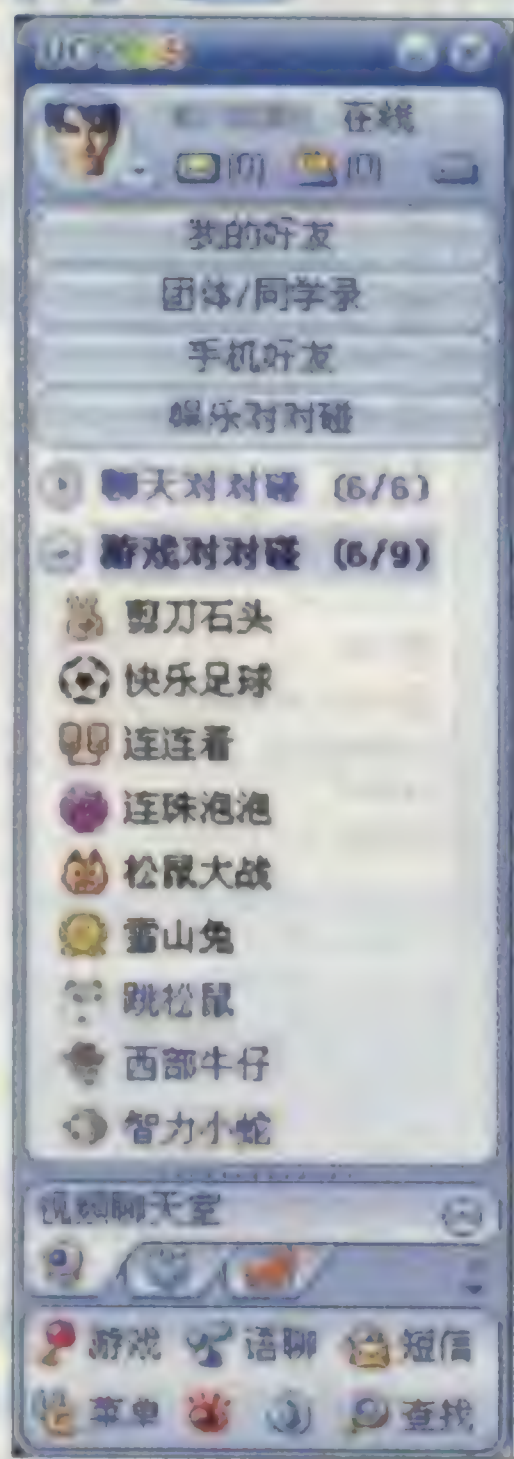 在线
(0) (0)
我的好友
团体/同学录
手机好友
娱乐对对碰
聊天对对碰 (6/6)
游戏对对碰 (6/9)
剪刀石头
快乐足球
连连看
连珠泡泡
松鼠大战
雪山兔
跳松鼠
西部牛仔
智力小蛇
视频聊天室
游戏 语聊 短信
菜单 查找